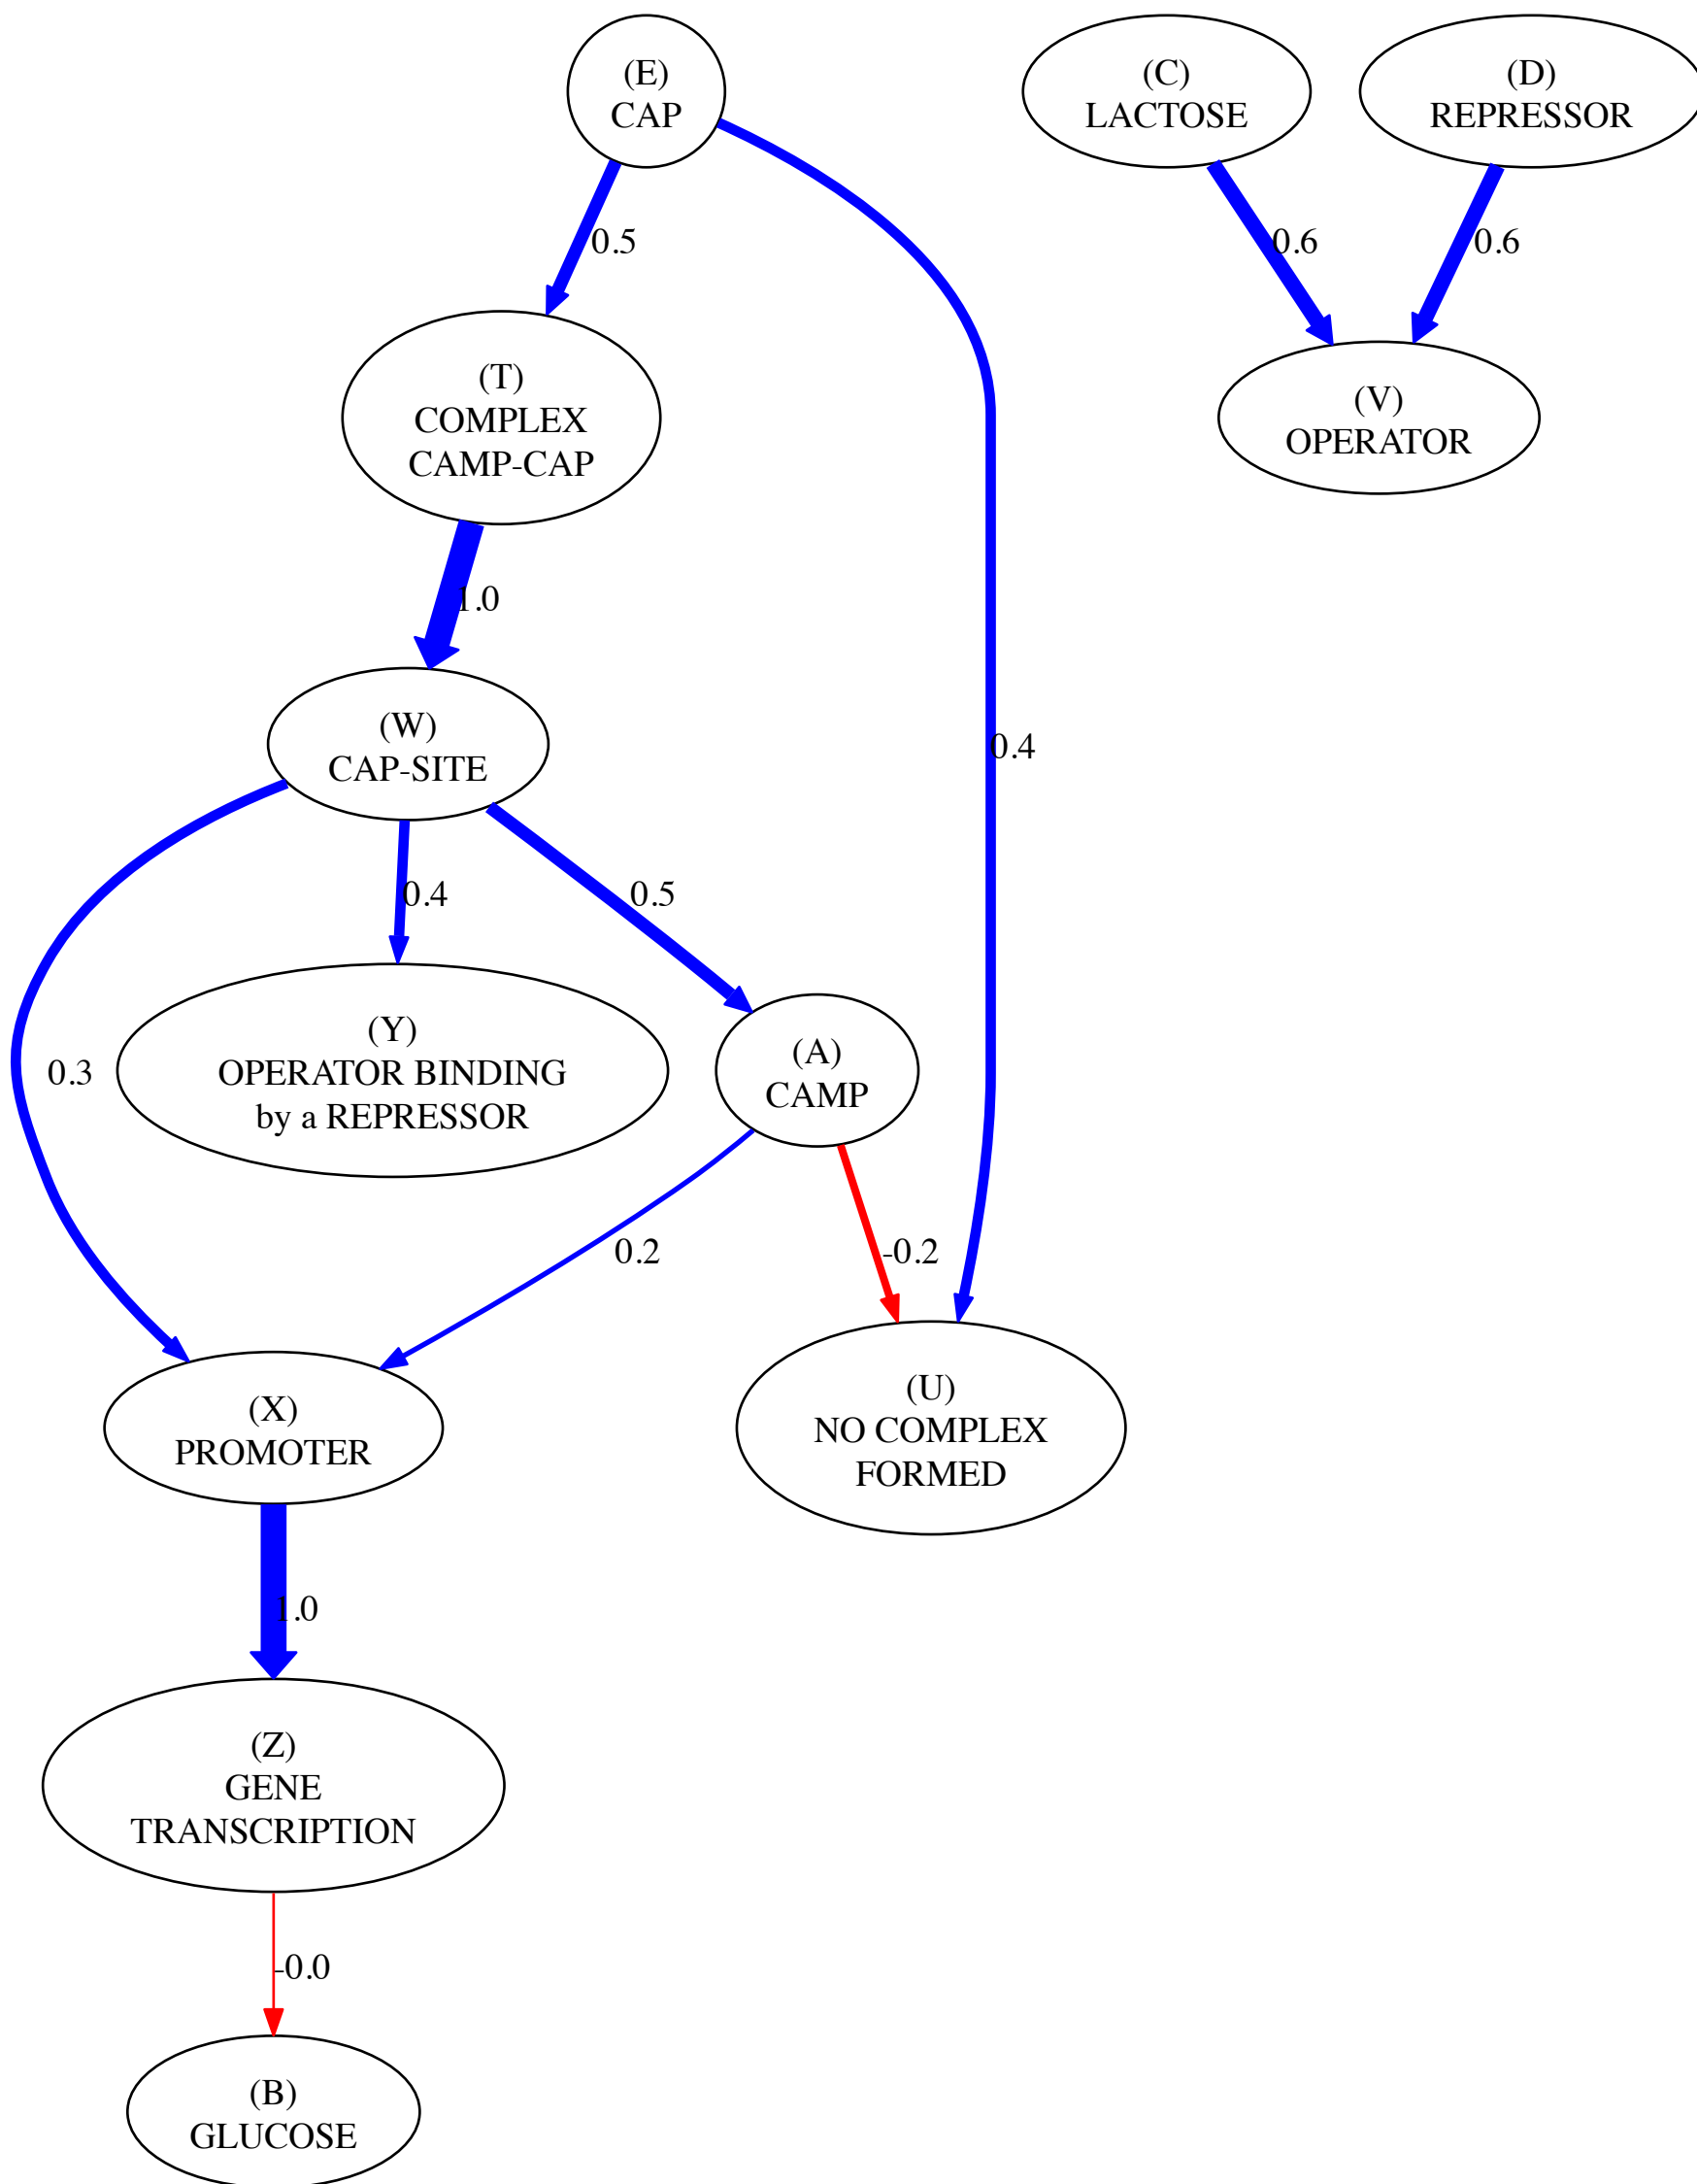 (E)
CAP
(C)
LACTOSE
(D)
REPRESSOR
0.5
0.6
0.6
(T)
COMPLEX
CAMP-CAP
(V)
OPERATOR
1.0
(W)
CAP-SITE
0.4
0.4
0.5
0.3
(Y)
OPERATOR BINDING
by a REPRESSOR
(A)
CAMP
0.2
-0.2
(X)
PROMOTER
(U)
NO COMPLEX
FORMED
1.0
(Z)
GENE
TRANSCRIPTION
-0.0
(B)
GLUCOSE